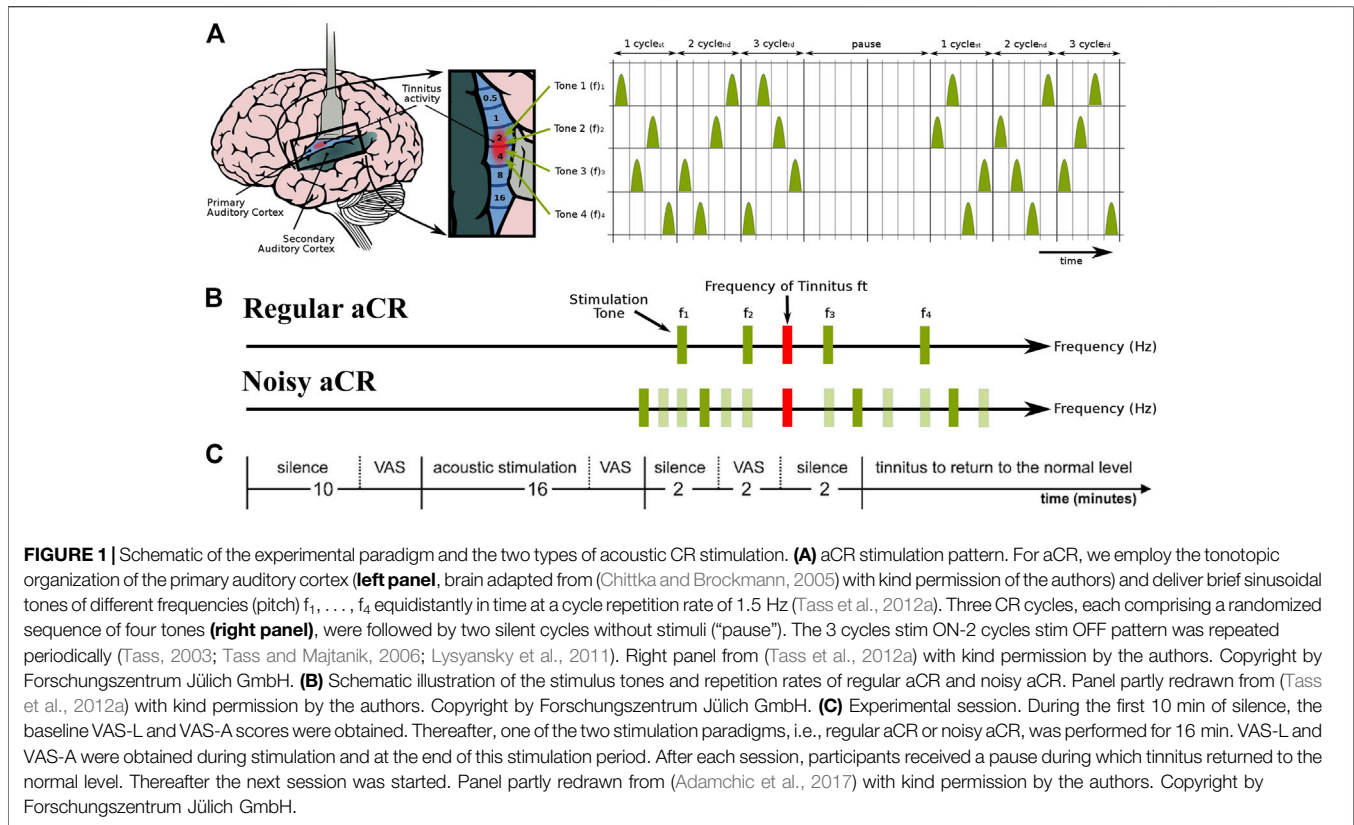 A
1 cyclest
2 cyclend
3 cyclerd
pause
1 cyclest
2 cyclend
3 cyclerd
Tinnitus
activity
0.5
1
2
4
8
16
Tone 1 (f)₁
Tone 2 (f)₂
Tone 3 (f)₃
Tone 4 (f)₄
Primary
Auditory Cortex
Secondary
Auditory Cortex
time
B
Regular aCR
Stimulation
Tone
Frequency of Tinnitus ft
f₁ f₂ f₃ f₄
Frequency (Hz)
Noisy aCR
Frequency (Hz)
C
silence VAS acoustic stimulation VAS silence VAS silence tinnitus to return to the normal level
10 16 2 2 2
time (minutes)
FIGURE 1 | Schematic of the experimental paradigm and the two types of acoustic CR stimulation. (A) aCR stimulation pattern. For aCR, we employ the tonotopic
organization of the primary auditory cortex (left panel, brain adapted from (Chittka and Brockmann, 2005) with kind permission of the authors) and deliver brief sinusoidal
tones of different frequencies (pitch) f₁, . . . , f₄ equidistantly in time at a cycle repetition rate of 1.5 Hz (Tass et al., 2012a). Three CR cycles, each comprising a randomized
sequence of four tones (right panel), were followed by two silent cycles without stimuli (“pause”). The 3 cycles stim ON-2 cycles stim OFF pattern was repeated
periodically (Tass, 2003; Tass and Majtanik, 2006; Lysyansky et al., 2011). Right panel from (Tass et al., 2012a) with kind permission by the authors. Copyright by
Forschungszentrum Jülich GmbH. (B) Schematic illustration of the stimulus tones and repetition rates of regular aCR and noisy aCR. Panel partly redrawn from (Tass
et al., 2012a) with kind permission by the authors. Copyright by Forschungszentrum Jülich GmbH. (C) Experimental session. During the first 10 min of silence, the
baseline VAS-L and VAS-A scores were obtained. Thereafter, one of the two stimulation paradigms, i.e., regular aCR or noisy aCR, was performed for 16 min. VAS-L and
VAS-A were obtained during stimulation and at the end of this stimulation period. After each session, participants received a pause during which tinnitus returned to the
normal level. Thereafter the next session was started. Panel partly redrawn from (Adamchic et al., 2017) with kind permission by the authors. Copyright by
Forschungszentrum Jülich GmbH.